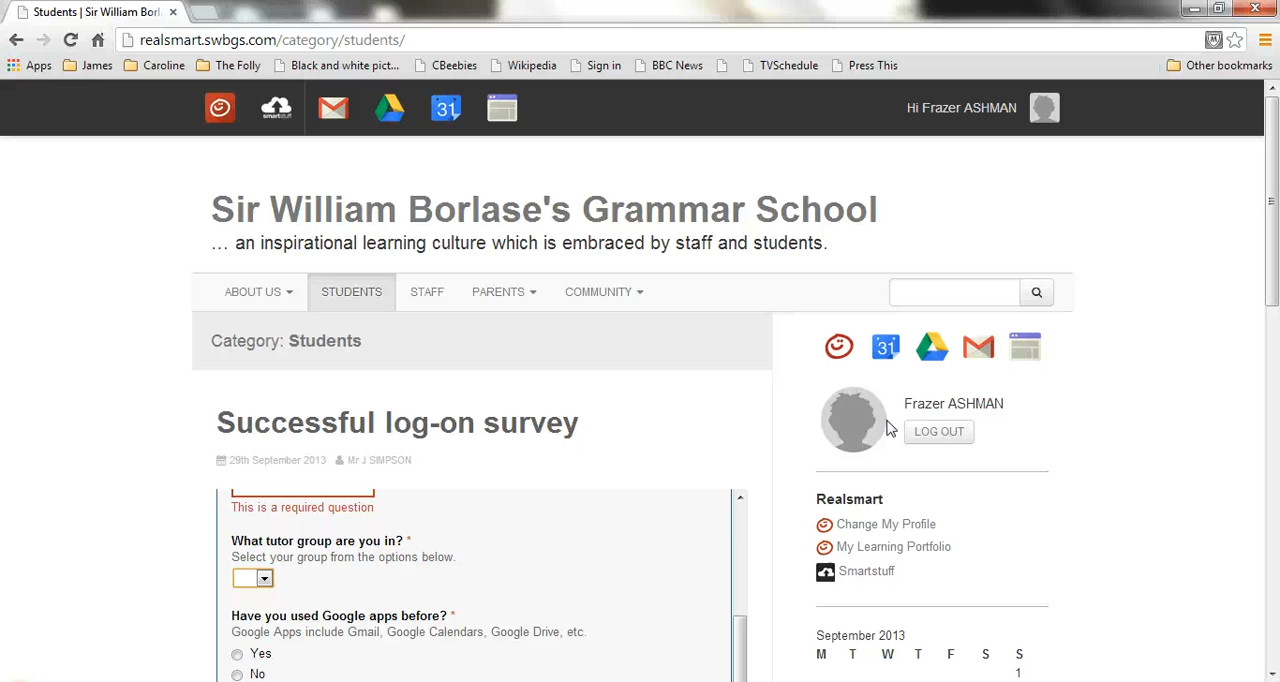 Students | Sir William Borl
realsmart.swbgs.com/category/students/
Apps James Caroline The Folly Black and white pict... CBeebies Wikipedia Sign in BBC News TVSchedule Press This Other bookmarks
smartstuff 31 Hi Frazer ASHMAN
Sir William Borlase's Grammar School
... an inspirational learning culture which is embraced by staff and students.
ABOUT US STUDENTS STAFF PARENTS COMMUNITY
Category: Students
31
Successful log-on survey
29th September 2013 Mr J SIMPSON
Frazer ASHMAN
LOG OUT
This is a required question
What tutor group are you in? *
Select your group from the options below.
Have you used Google apps before? *
Google Apps include Gmail, Google Calendars, Google Drive, etc.
Yes
No
Realsmart
Change My Profile
My Learning Portfolio
Smartstuff
September 2013
M T W T F S S
1